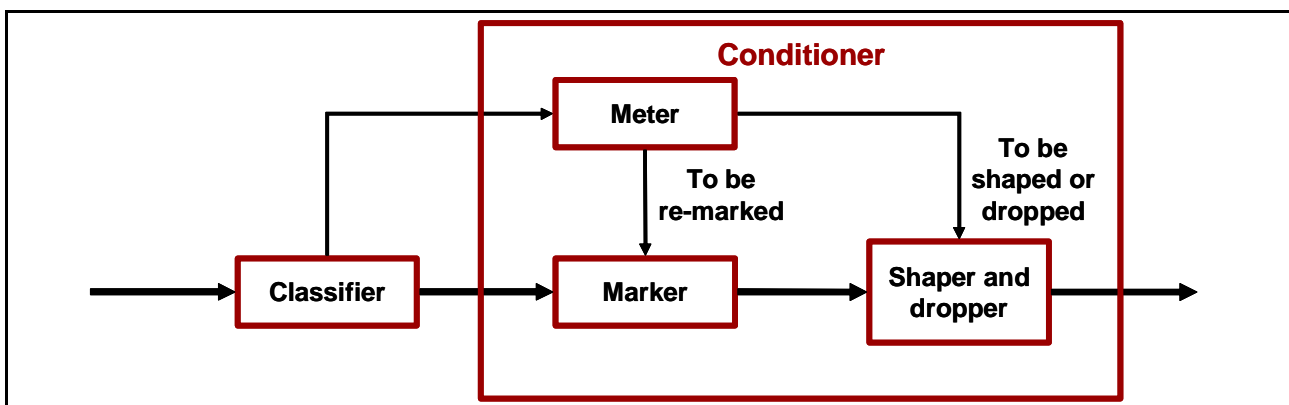 Conditioner
Meter
To be
re-marked
To be
shaped or
dropped
Classifier
Marker
Shaper and
dropper